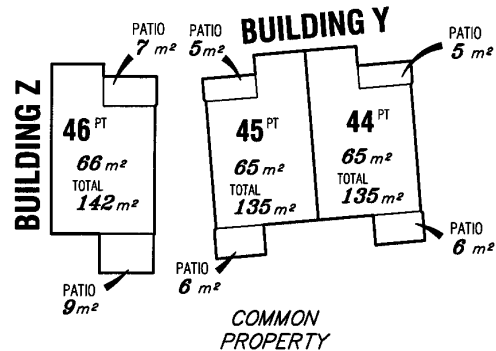 BUILDING Z
PATIO
7 m²
46 PT
66 m²
TOTAL
142 m²
PATIO
9 m²
BUILDING Y
PATIO
5 m²
45 PT
65 m²
TOTAL
135 m²
PATIO
6 m²
PATIO
5 m²
44 PT
65 m²
TOTAL
135 m²
PATIO
6 m²
COMMON
PROPERTY